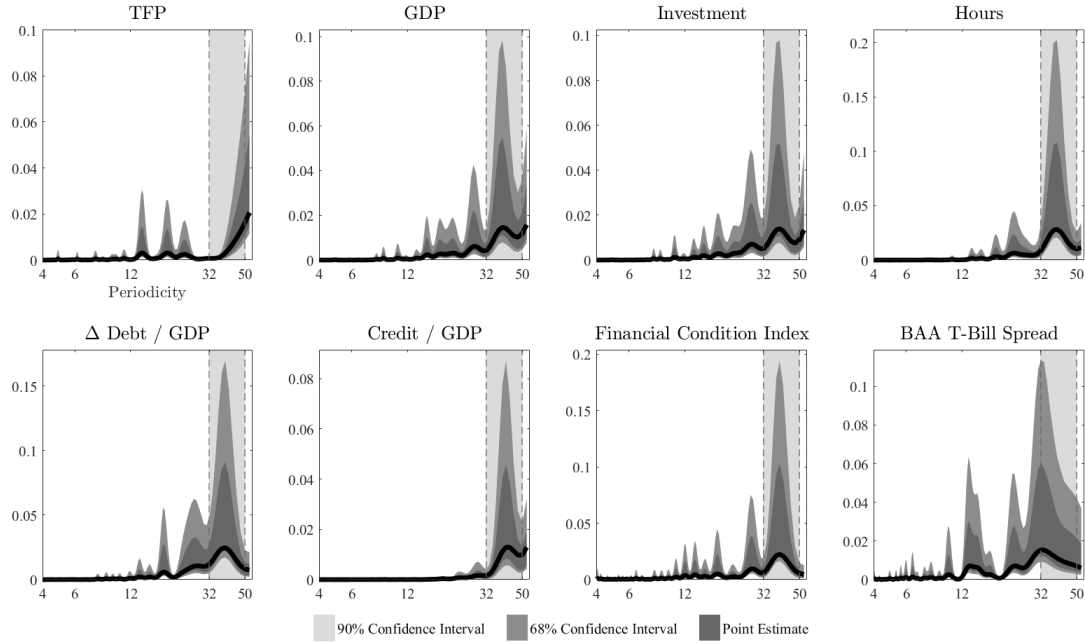 TFP GDP Investment Hours
0.1 0.1 0.1 0.2
0.08 0.08 0.08 0.15
0.06 0.06 0.06 0.1
0.04 0.04 0.04 0.05
0.02 0.02 0.02
0 0 0 0
4 6 12 32 50 4 6 12 32 50 4 6 12 32 50 4 6 12 32 50
Periodicity
Δ Debt / GDP Credit / GDP Financial Condition Index BAA T-Bill Spread
0.15 0.08 0.2 0.12
0.1 0.06 0.15 0.1
0.05 0.04 0.1 0.08
0 0.02 0.05 0.06
0 0 0.04
0.02
0
4 6 12 32 50 4 6 12 32 50 4 6 12 32 50 4 6 12 32 50
90% Confidence Interval 68% Confidence Interval Point Estimate